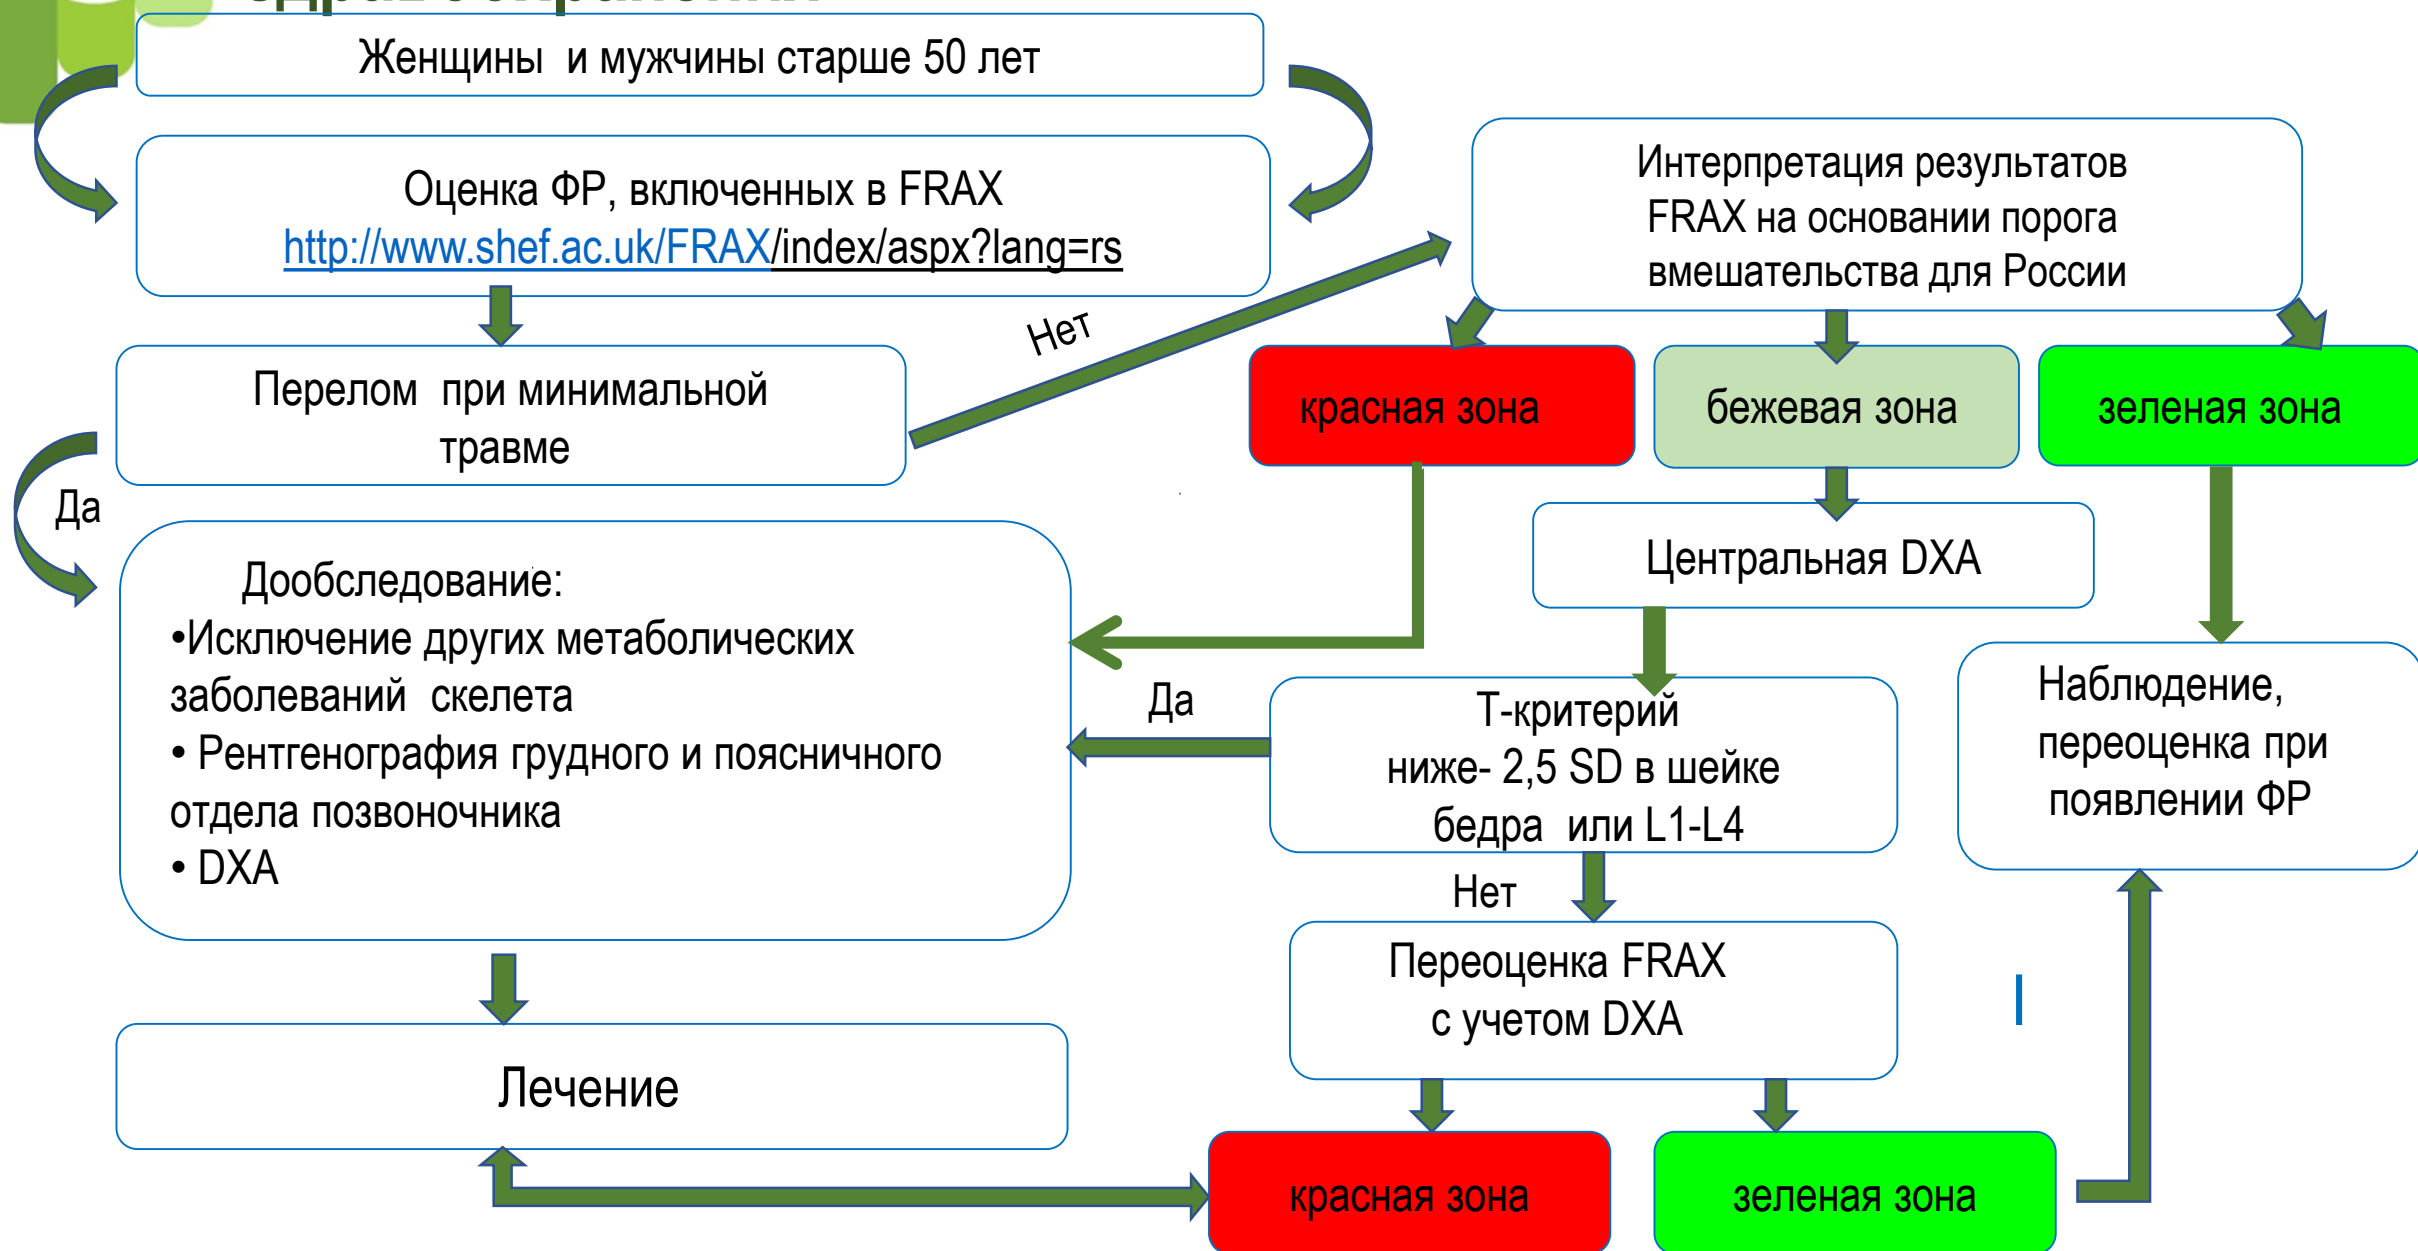 Женщины и мужчины старше 50 лет
Оценка ФР, включенных в FRAX
http://www.shef.ac.uk/FRAX/index/aspx?lang=rs
Перелом при минимальной
травме
Да
Нет
Дообследование:
•Исключение других метаболических
заболеваний скелета
• Рентгенография грудного и поясничного
отдела позвоночника
• DXA
Лечение
Интерпретация результатов
FRAX на основании порога
вмешательства для России
красная зона
бежевая зона
зеленая зона
Центральная DXA
Т-критерий
ниже- 2,5 SD в шейке
бедра или L1-L4
Да
Нет
Переоценка FRAX
с учетом DXA
красная зона
зеленая зона
Наблюдение,
переоценка при
появлении ФР